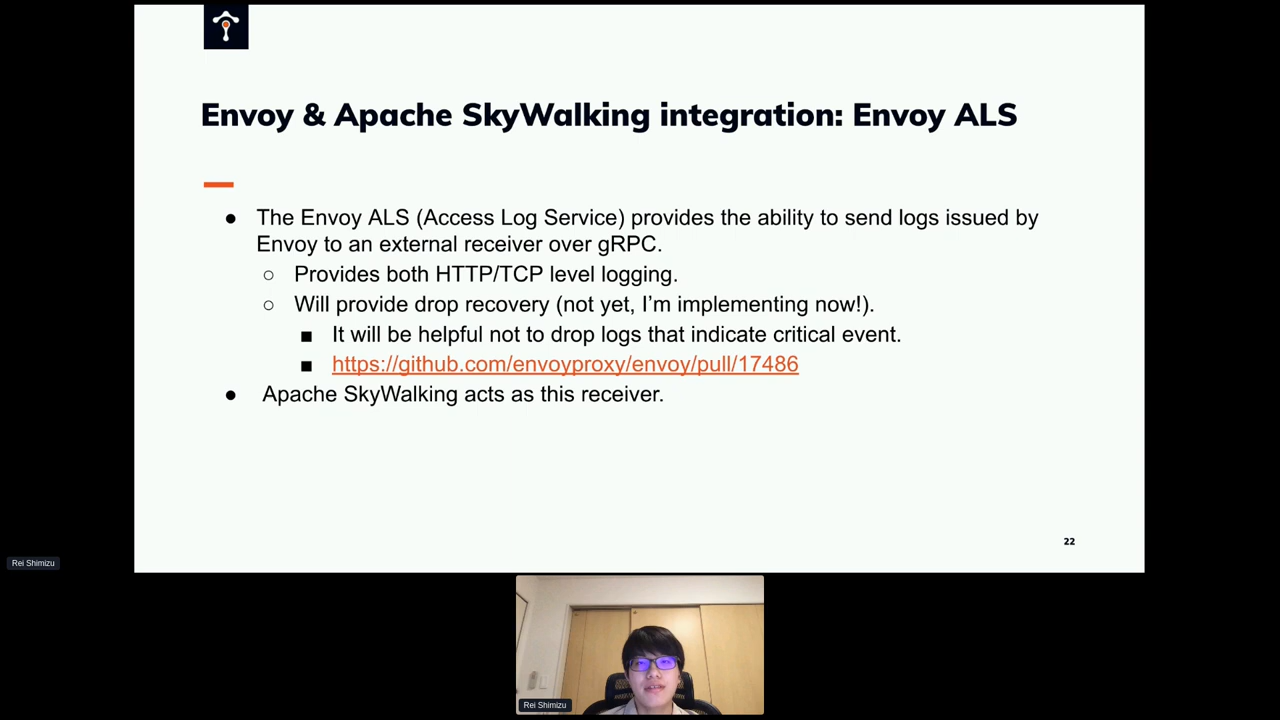 Envoy & Apache SkyWalking integration: Envoy ALS
● The Envoy ALS (Access Log Service) provides the ability to send logs issued by
Envoy to an external receiver over gRPC.
○ Provides both HTTP/TCP level logging.
○ Will provide drop recovery (not yet, I'm implementing now!).
■ It will be helpful not to drop logs that indicate critical event.
■ https://github.com/envoyproxy/envoy/pull/17486
● Apache SkyWalking acts as this receiver.
22
Rei Shimizu
Rei Shimizu